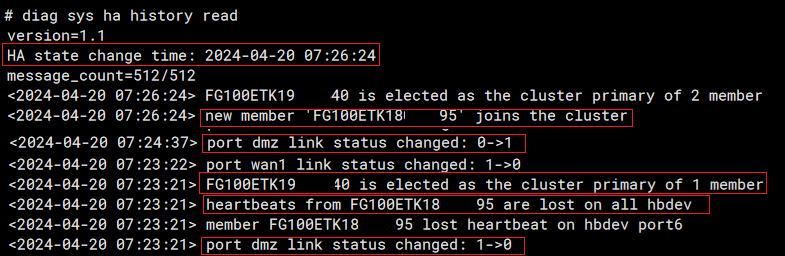 # diag sys ha history read
version=1.1
HA state change time: 2024-04-20 07:26:24
message_count=512/512
<2024-04-20 07:26:24> FG100ETK19 40 is elected as the cluster primary of 2 member
<2024-04-20 07:26:24> new member 'FG100ETK18 95' joins the cluster
<2024-04-20 07:24:37> port dmz link status changed: 0->1
<2024-04-20 07:23:22> port wan1 link status changed: 1->0
<2024-04-20 07:23:21> FG100ETK19 40 is elected as the cluster primary of 1 member
<2024-04-20 07:23:21> heartbeats from FG100ETK18 95 are lost on all hbdev
<2024-04-20 07:23:21> member FG100ETK18 95 lost heartbeat on hbdev port6
<2024-04-20 07:23:21> port dmz link status changed: 1->0